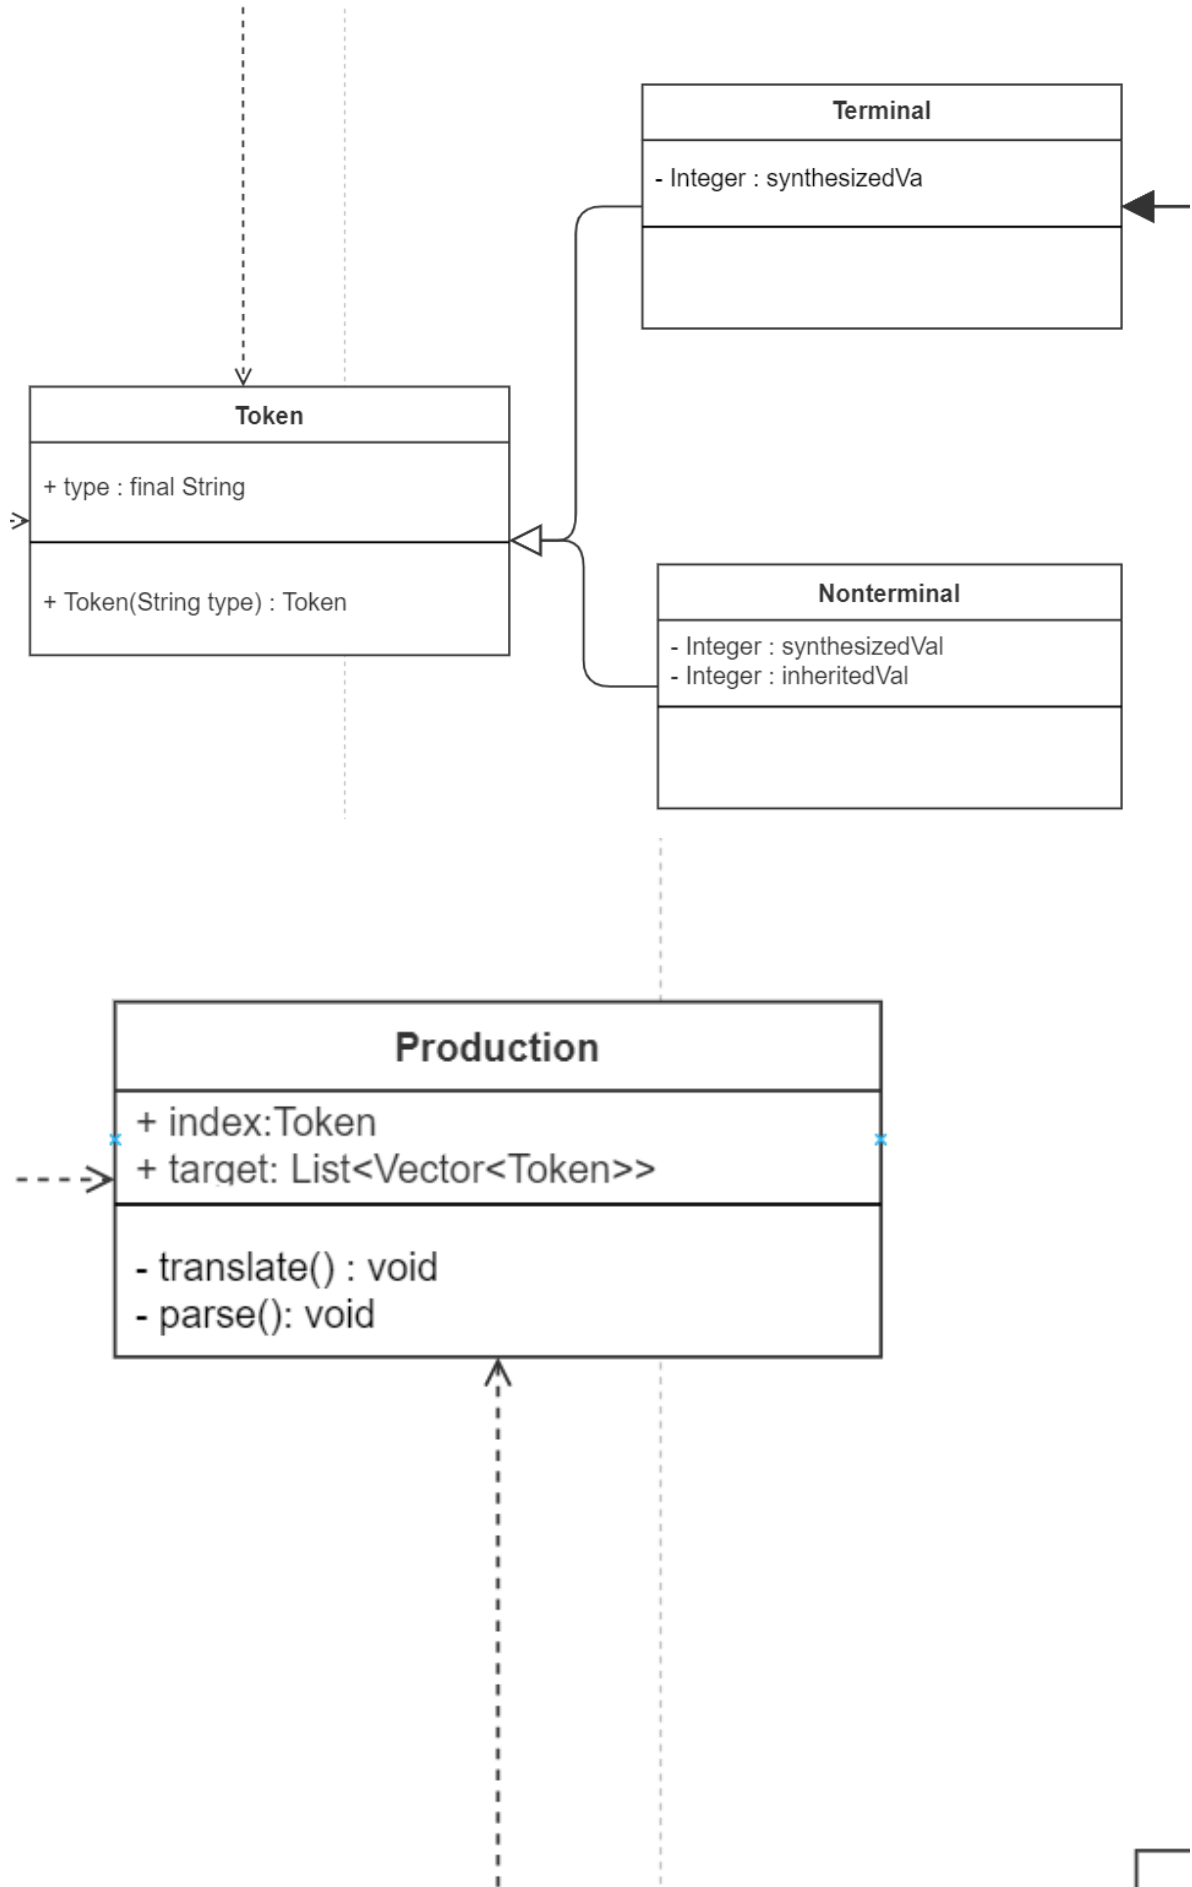 Terminal
- Integer : synthesizedVa
Token
+ type : final String
+ Token(String type) : Token
Nonterminal
- Integer : synthesizedVal
- Integer : inheritedVal
Production
+ index:Token
+ target: List<Vector<Token>>
- translate() : void
- parse(): void